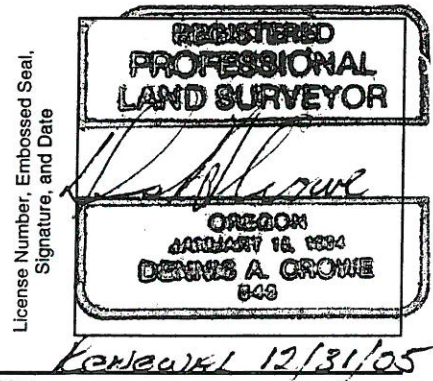 License Number, Embossed Seal,
Signature, and Date
REGISTERED
PROFESSIONAL
LAND SURVEYOR
OREGON
JANUARY 18,
DENNIS A. CROWE
Renewal 12/31/05